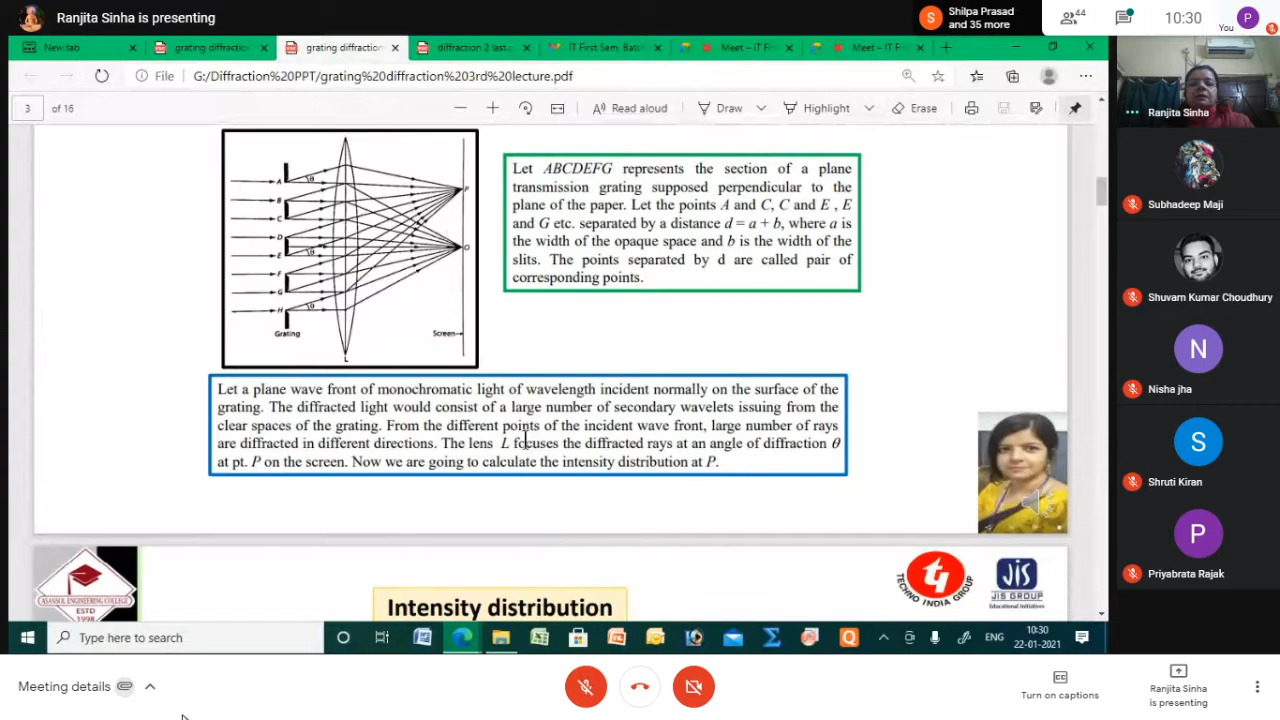 Ranjita Sinha is presenting
S
Shilpa Prasad
and 35 more
44
10:30
You
P
New tab
grating diffractio
grating diffraction
diffraction 2 last.
IT First Sem. Batch
Meet – IT Fi
Meet – IT Fi
File
G:/Diffraction%20PPT/grating%20diffraction%203rd%20lecture.pdf
3
of 16
Read aloud
Draw
Highlight
Erase
A
B
C
D
E
F
G
H
θ
θ
θ
P
O
L
Grating
Screen
Let ABCDEFG represents the section of a plane
transmission grating supposed perpendicular to the
plane of the paper. Let the points A and C, C and E , E
and G etc. separated by a distance d = a + b, where a is
the width of the opaque space and b is the width of the
slits. The points separated by d are called pair of
corresponding points.
Let a plane wave front of monochromatic light of wavelength incident normally on the surface of the
grating. The diffracted light would consist of a large number of secondary wavelets issuing from the
clear spaces of the grating. From the different points of the incident wave front, large number of rays
are diffracted in different directions. The lens L focuses the diffracted rays at an angle of diffraction θ
at pt. P on the screen. Now we are going to calculate the intensity distribution at P.
ASANSOL ENGINEERING COLLEGE
ESTD
1998
Intensity distribution
TECHNO INDIA GROUP
JIS
JIS GROUP
Educational Initiatives
Type here to search
ENG
10:30
22-01-2021
Ranjita Sinha
Subhadeep Maji
Shuvam Kumar Choudhury
N
Nisha jha
S
Shruti Kiran
P
Priyabrata Rajak
Meeting details
CC
Turn on captions
Ranjita Sinha
is presenting